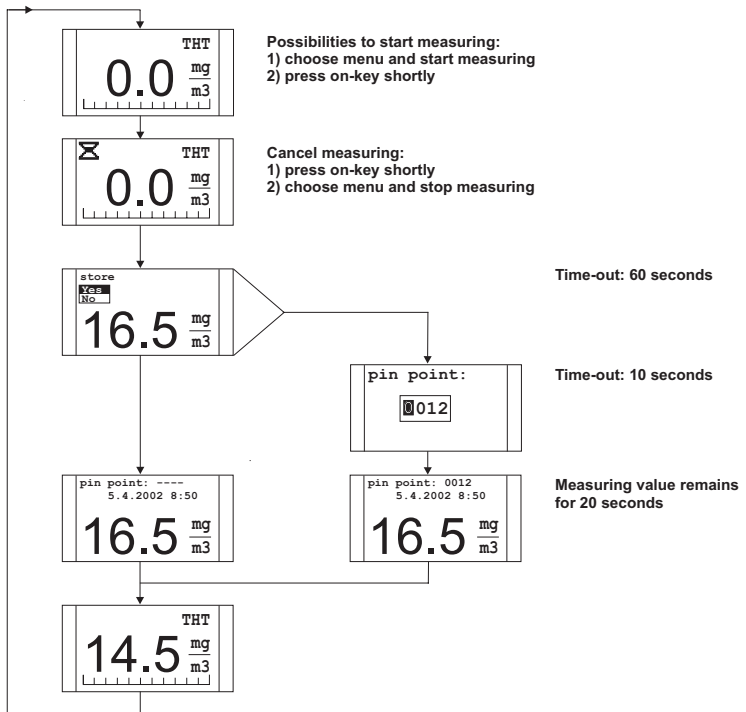 THT
0.0 mg
m3
Possibilities to start measuring:
1) choose menu and start measuring
2) press on-key shortly
THT
0.0 mg
m3
Cancel measuring:
1) press on-key shortly
2) choose menu and stop measuring
store
Yes
No
16.5 mg
m3
Time-out: 60 seconds
pin point:
0012
Time-out: 10 seconds
pin point: ----
5.4.2002 8:50
16.5 mg
m3
pin point: 0012
5.4.2002 8:50
16.5 mg
m3
Measuring value remains
for 20 seconds
THT
14.5 mg
m3